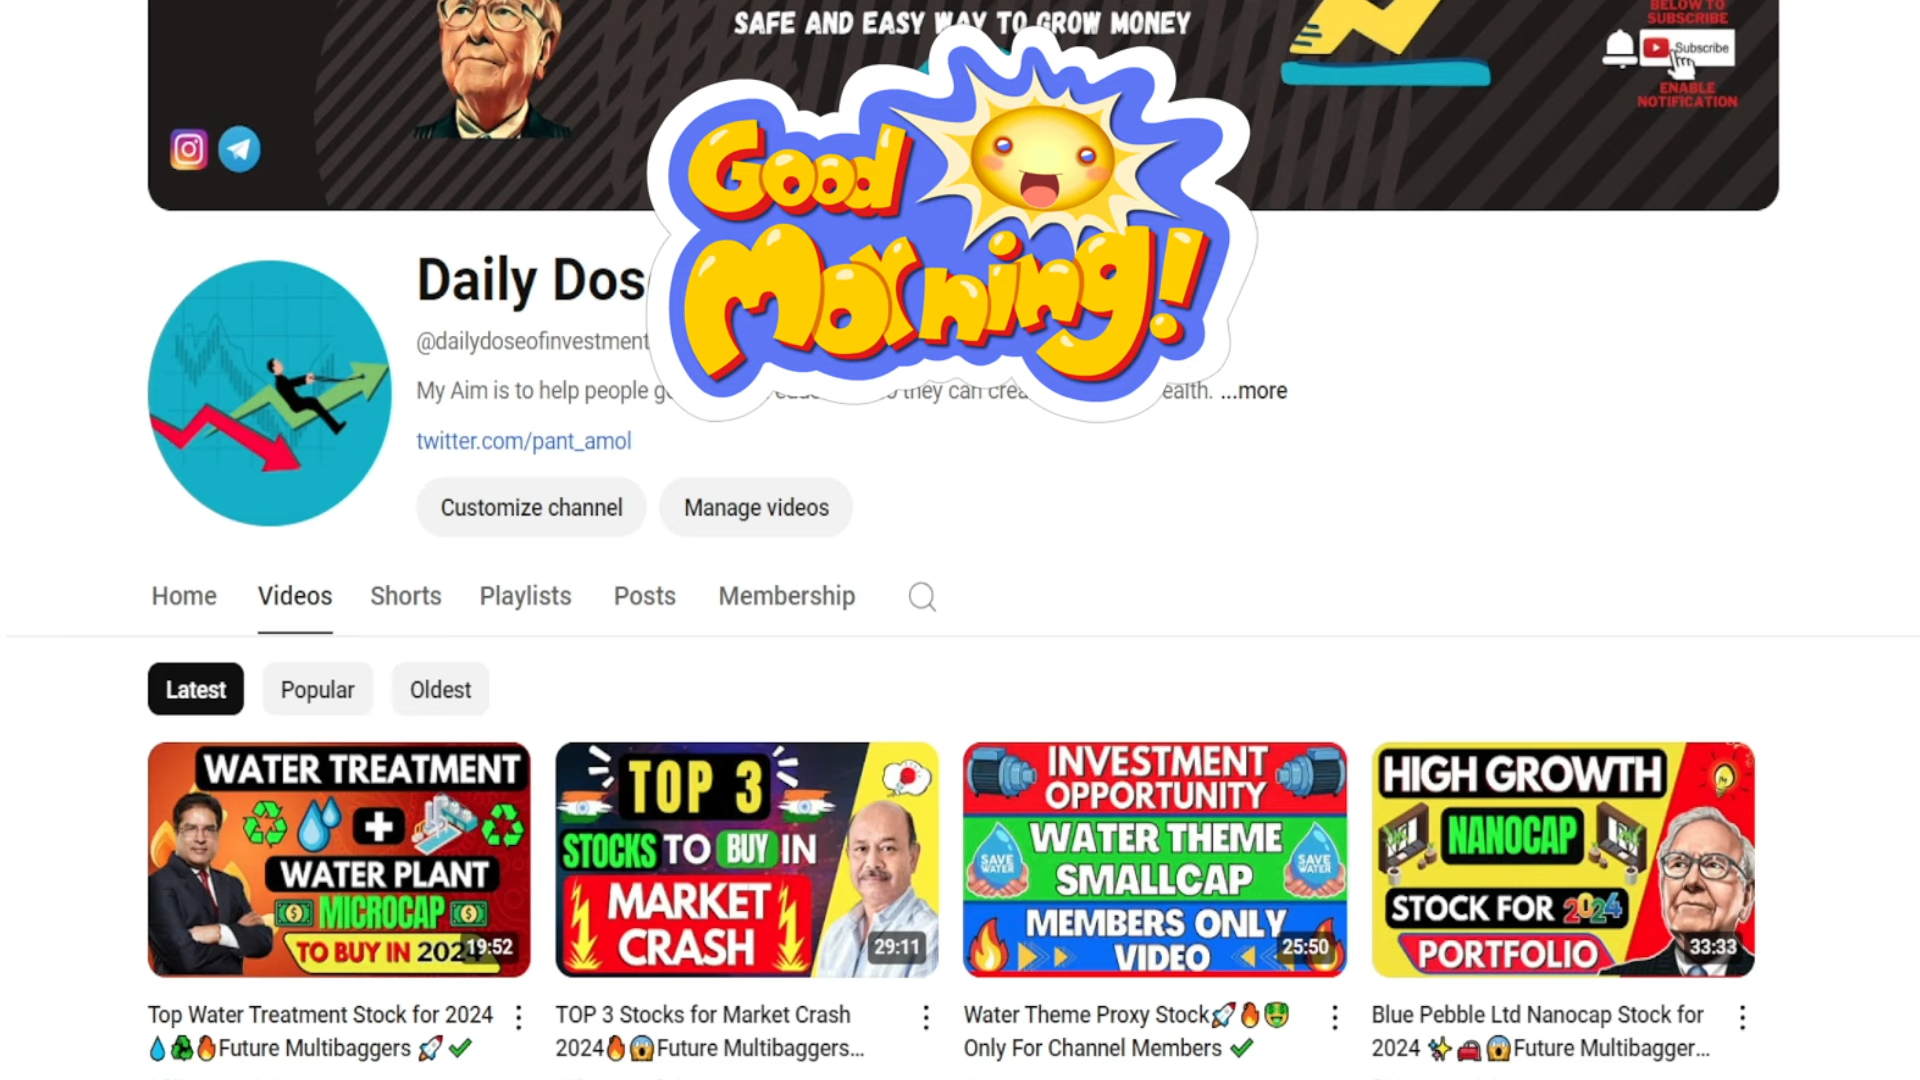 SAFE AND EASY WAY TO GROW MONEY
BELOW TO
SUBSCRIBE
Subscribe
ENABLE
NOTIFICATION
Good
Morning!
Daily Dos
@dailydoseofinvestment
My Aim is to help people they can ealth. ...more
twitter.com/pant_amol
Customize channel
Manage videos
Home
Videos
Shorts
Playlists
Posts
Membership
Latest
Popular
Oldest
WATER TREATMENT
+
WATER PLANT
MICROCAP
TO BUY IN 202
19:52
TOP 3
STOCKS TO BUY IN
MARKET
CRASH
29:11
INVESTMENT
OPPORTUNITY
WATER THEME
SMALLCAP
SAVE
WATER
SAVE
WATER
MEMBERS ONLY
VIDEO
25:50
HIGH GROWTH
NANOCAP
STOCK FOR 2024
PORTFOLIO
33:33
Top Water Treatment Stock for 2024
💧♻️🔥Future Multibaggers 🚀✔
TOP 3 Stocks for Market Crash
2024🔥😱Future Multibaggers...
Water Theme Proxy Stock🚀🔥🤑
Only For Channel Members ✔
Blue Pebble Ltd Nanocap Stock for
2024 ✨🚘😱Future Multibagger...